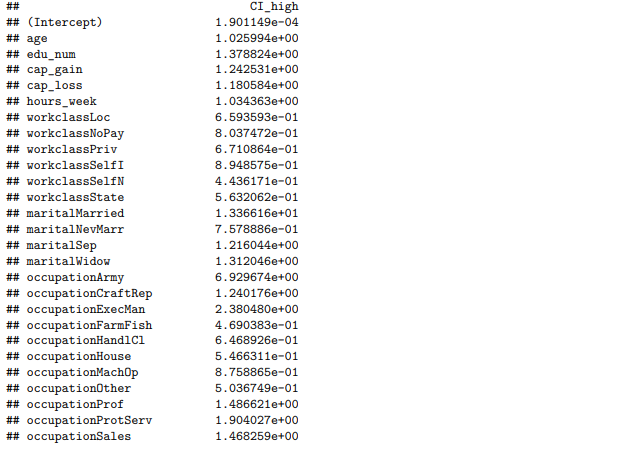 ##                               CI_high
## (Intercept)              1.901149e-04
## age                      1.025994e+00
## edu_num                  1.378824e+00
## cap_gain                 1.242531e+00
## cap_loss                 1.180584e+00
## hours_week               1.034363e+00
## workclassLoc             6.593593e-01
## workclassNoPay           8.037472e-01
## workclassPriv            6.710864e-01
## workclassSelfI           8.948575e-01
## workclassSelfN           4.436171e-01
## workclassState           5.632062e-01
## maritalMarried           1.336616e+01
## maritalNevMarr           7.578886e-01
## maritalSep               1.216044e+00
## maritalWidow             1.312046e+00
## occupationArmy           6.929674e+00
## occupationCraftRep       1.240176e+00
## occupationExecMan        2.380480e+00
## occupationFarmFish       4.690383e-01
## occupationHandlCl        6.468926e-01
## occupationHouse          5.466311e-01
## occupationMachOp         8.758865e-01
## occupationOther          5.036749e-01
## occupationProf           1.486621e+00
## occupationProtServ       1.904027e+00
## occupationSales          1.468259e+00